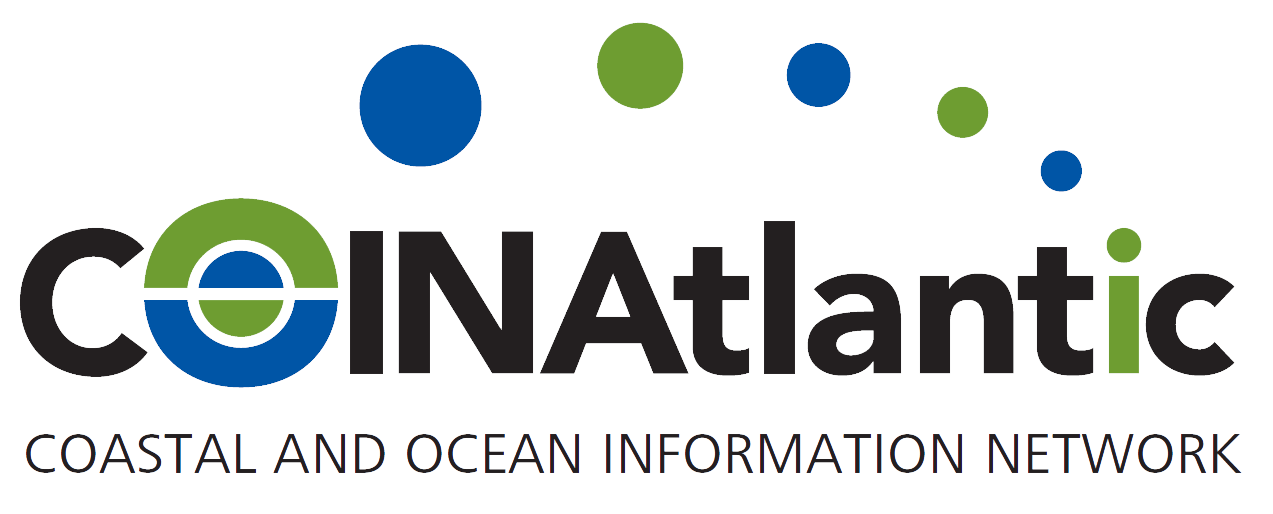 COINAtlantic
COASTAL AND OCEAN INFORMATION NETWORK